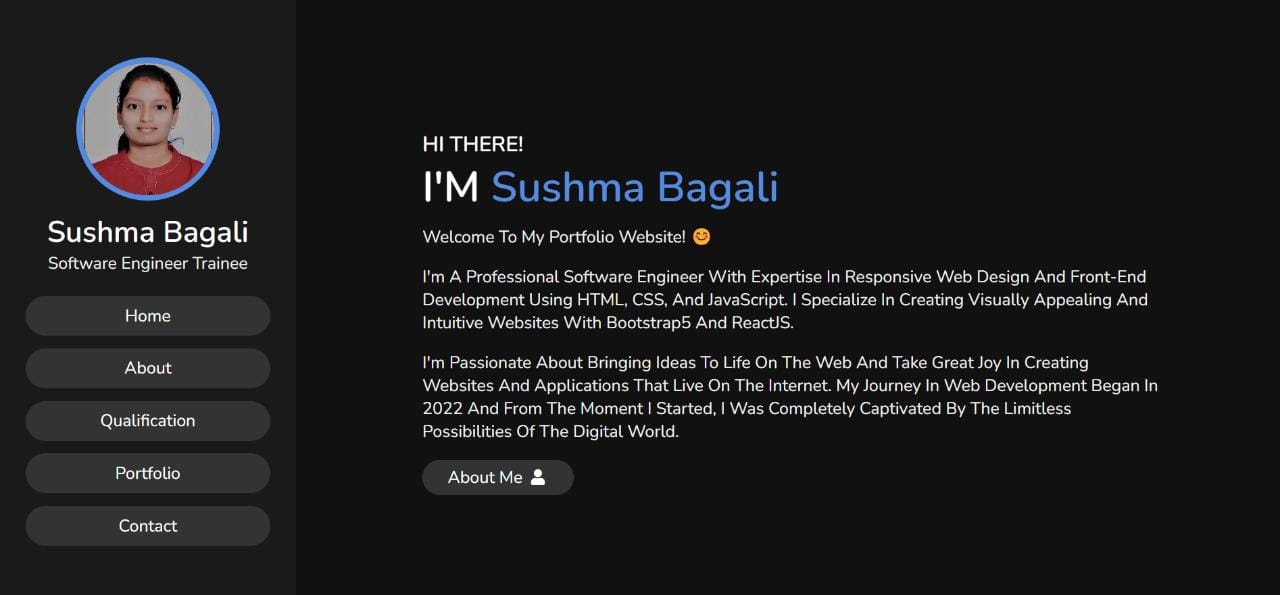 Sushma Bagali
Software Engineer Trainee
Home
About
Qualification
Portfolio
Contact
HI THERE!
I'M Sushma Bagali
Welcome To My Portfolio Website! 😊
I'm A Professional Software Engineer With Expertise In Responsive Web Design And Front-End
Development Using HTML, CSS, And JavaScript. I Specialize In Creating Visually Appealing And
Intuitive Websites With Bootstrap5 And ReactJS.
I'm Passionate About Bringing Ideas To Life On The Web And Take Great Joy In Creating
Websites And Applications That Live On The Internet. My Journey In Web Development Began In
2022 And From The Moment I Started, I Was Completely Captivated By The Limitless
Possibilities Of The Digital World.
About Me